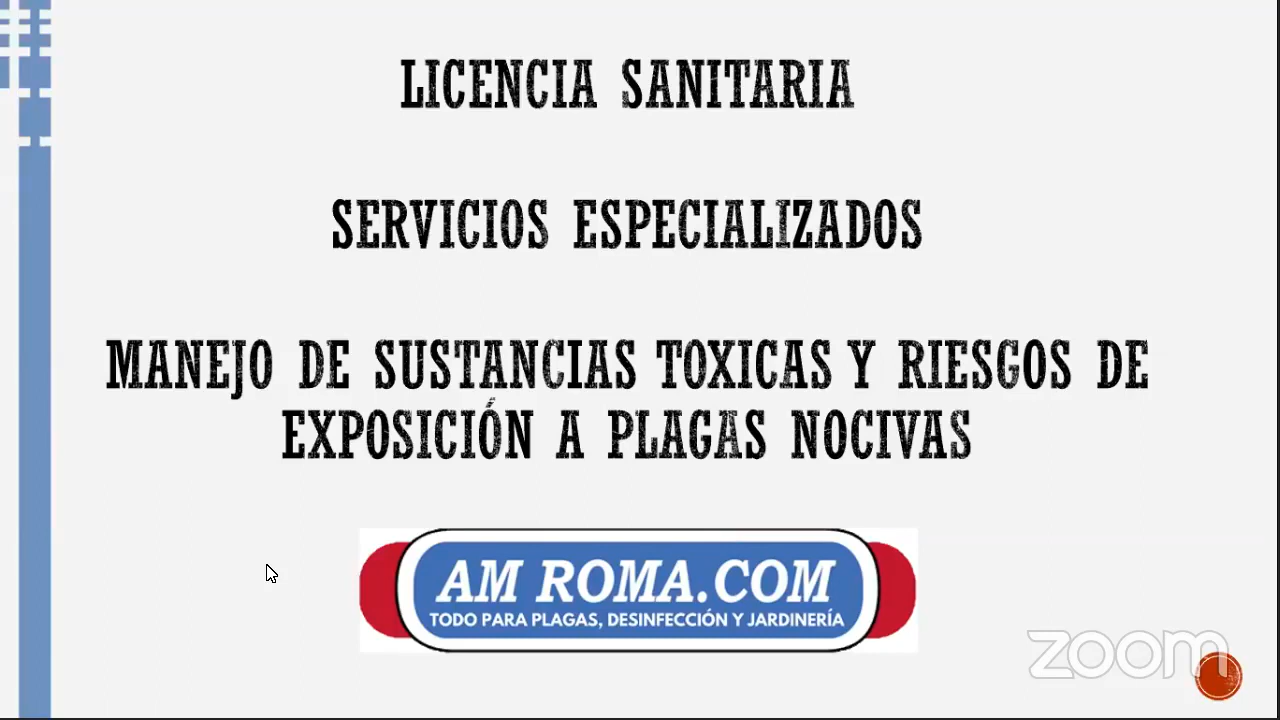 LICENCIA SANITARIA
SERVICIOS ESPECIALIZADOS
MANEJO DE SUSTANCIAS TOXICAS Y RIESGOS DE
EXPOSICIÓN A PLAGAS NOCIVAS
AM ROMA.COM
TODO PARA PLAGAS, DESINFECCIÓN Y JARDINERÍA
zoom